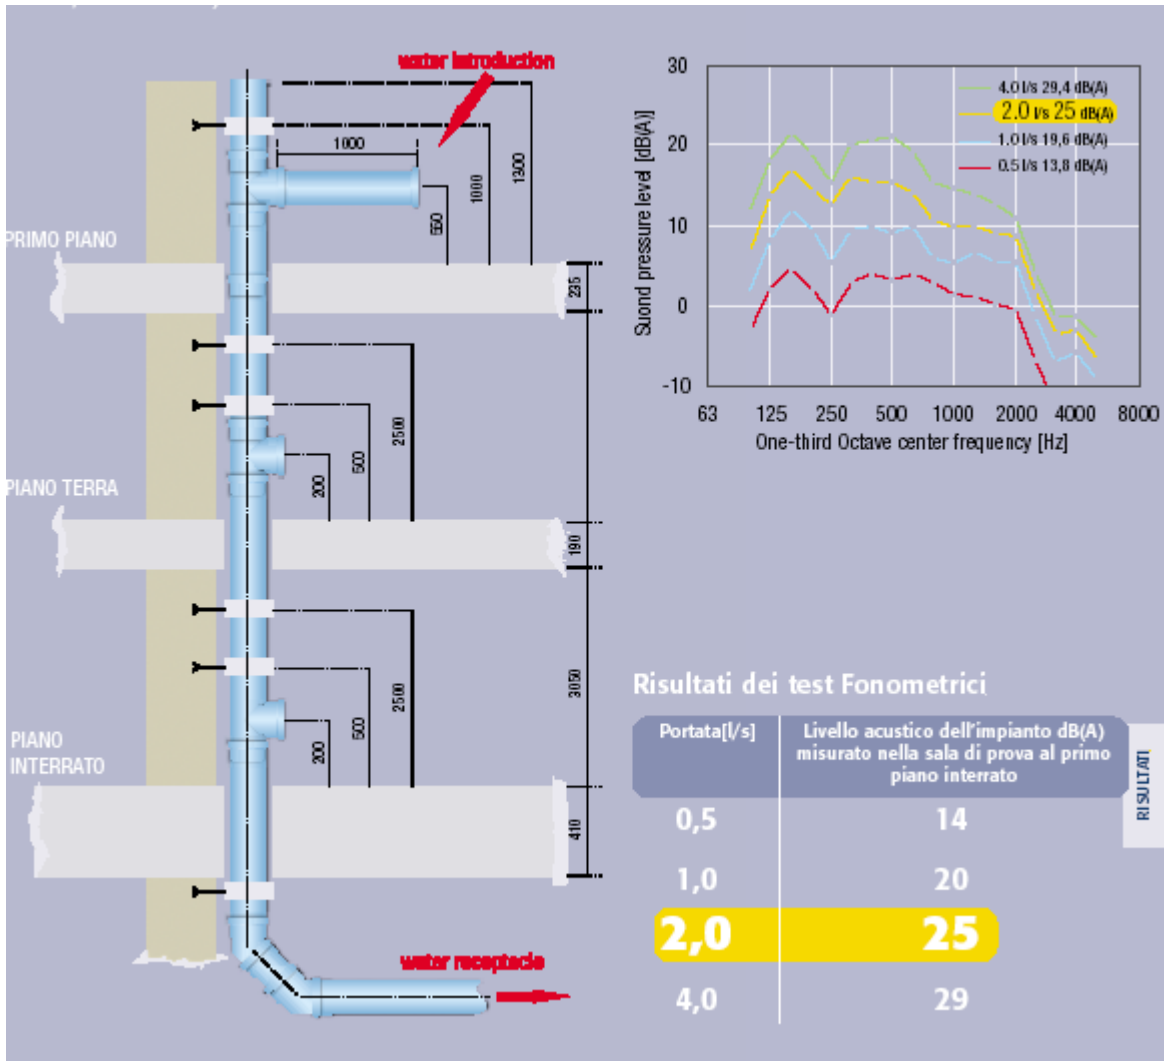 water introduction
1000
1300
1000
550
PRIMO PIANO
235
2500
500
200
PIANO TERRA
190
3050
2500
500
200
PIANO
INTERRATO
410
water receptacle
Suond pressure level [dB(A)]
30
20
10
0
-10
4.0 l/s 29,4 dB(A)
2.0 l/s 25 dB(A)
1.0 l/s 19,6 dB(A)
0.5 l/s 13,8 dB(A)
63 125 250 500 1000 2000 4000 8000
One-third Octave center frequency [Hz]
Risultati dei test Fonometrici
Portata[l/s]
Livello acustico dell'impianto dB(A)
misurato nella sala di prova al primo
piano interrato
0,5 14
1,0 20
2,0 25
4,0 29
RISULTATI